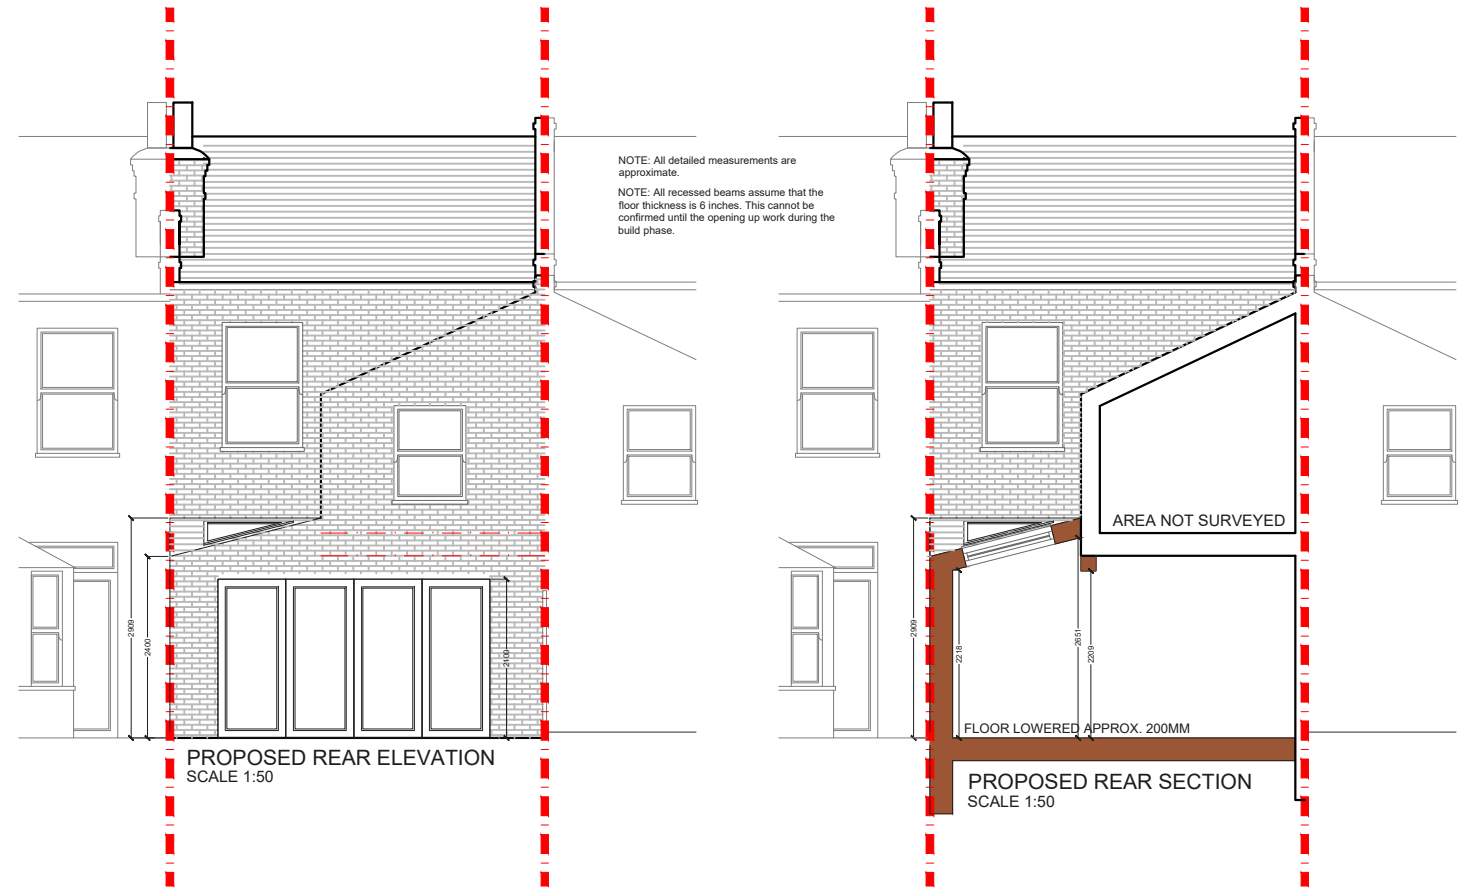 NOTE: All detailed measurements are
approximate.
NOTE: All recessed beams assume that the
floor thickness is 6 inches. This cannot be
confirmed until the opening up work during the
build phase.
2909
2400
2100
PROPOSED REAR ELEVATION
SCALE 1:50
AREA NOT SURVEYED
2909
2218
2651
2209
FLOOR LOWERED APPROX. 200MM
PROPOSED REAR SECTION
SCALE 1:50